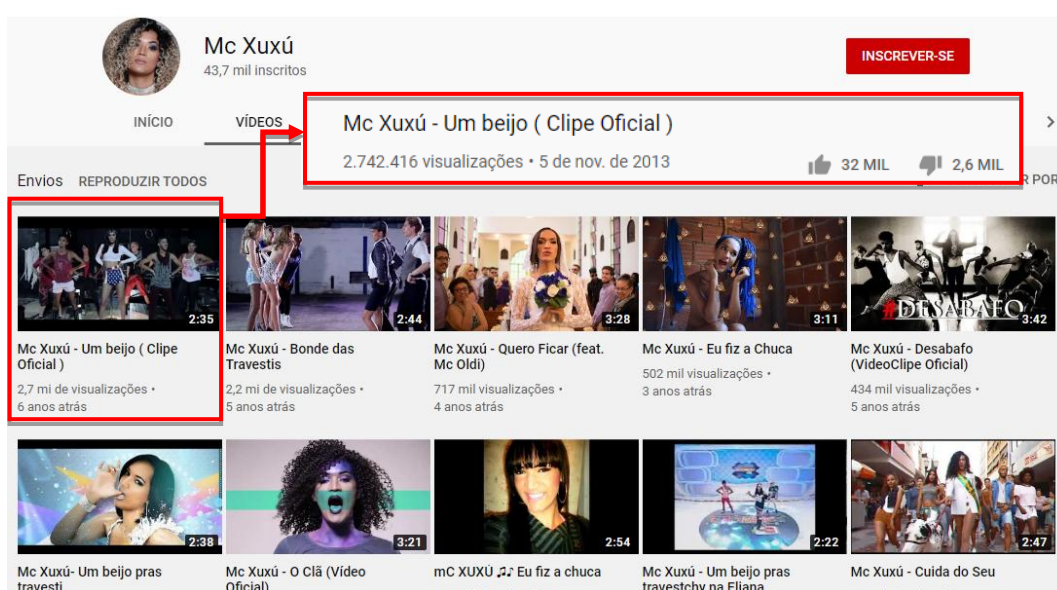 Mc Xuxú
43,7 mil inscritos
INSCREVER-SE
INÍCIO
VÍDEOS
Mc Xuxú - Um beijo ( Clipe Oficial )
2.742.416 visualizações • 5 de nov. de 2013
32 MIL
2,6 MIL
Envios
REPRODUZIR TODOS
R POR
2:35
2:44
3:28
3:11
#DESABAFO
3:42
Mc Xuxú - Um beijo ( Clipe
Oficial )
2,7 mi de visualizações •
6 anos atrás
Mc Xuxú - Bonde das
Travestis
2,2 mi de visualizações •
5 anos atrás
Mc Xuxú - Quero Ficar (feat.
Mc Oldi)
717 mil visualizações •
4 anos atrás
Mc Xuxú - Eu fiz a Chuca
502 mil visualizações •
3 anos atrás
Mc Xuxú - Desabafo
(VideoClipe Oficial)
434 mil visualizações •
5 anos atrás
2:38
3:21
2:54
2:22
2:47
Mc Xuxú- Um beijo pras
travesti
Mc Xuxú - O Clã (Vídeo
Oficial)
mC XUXÚ ♫♪ Eu fiz a chuca
Mc Xuxú - Um beijo pras
travestchy na Eliana
Mc Xuxú - Cuida do Seu